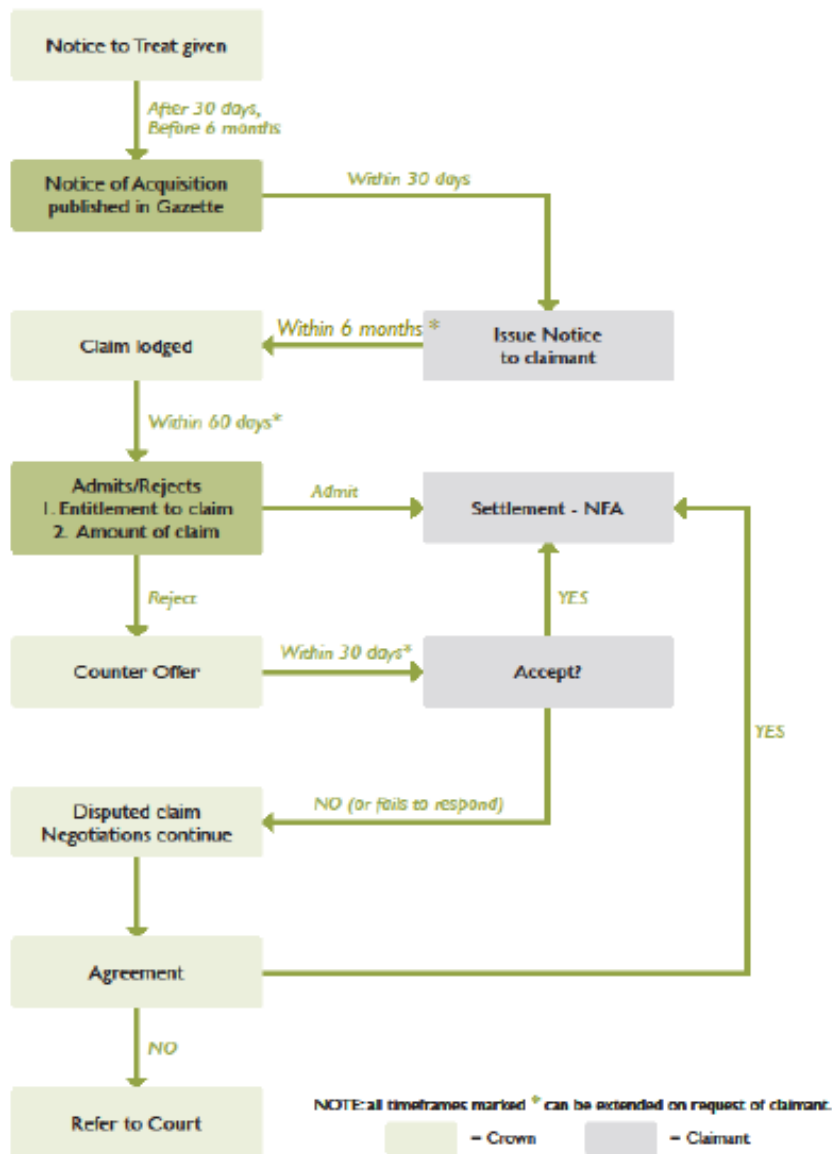 Notice to Treat given
After 30 days,
Before 6 months
Notice of Acquisition
published in Gazette
Within 30 days
Claim lodged
Within 6 months *
Issue Notice
to claimant
Within 60 days*
Admits/Rejects
1. Entitlement to claim
2. Amount of claim
Admit
Settlement - NFA
Reject
YES
Counter Offer
Within 30 days*
Accept?
YES
Disputed claim
Negotiations continue
NO (or fails to respond)
Agreement
NO
Refer to Court
NOTE: all timeframes marked * can be extended on request of claimant.
= Crown
= Claimant